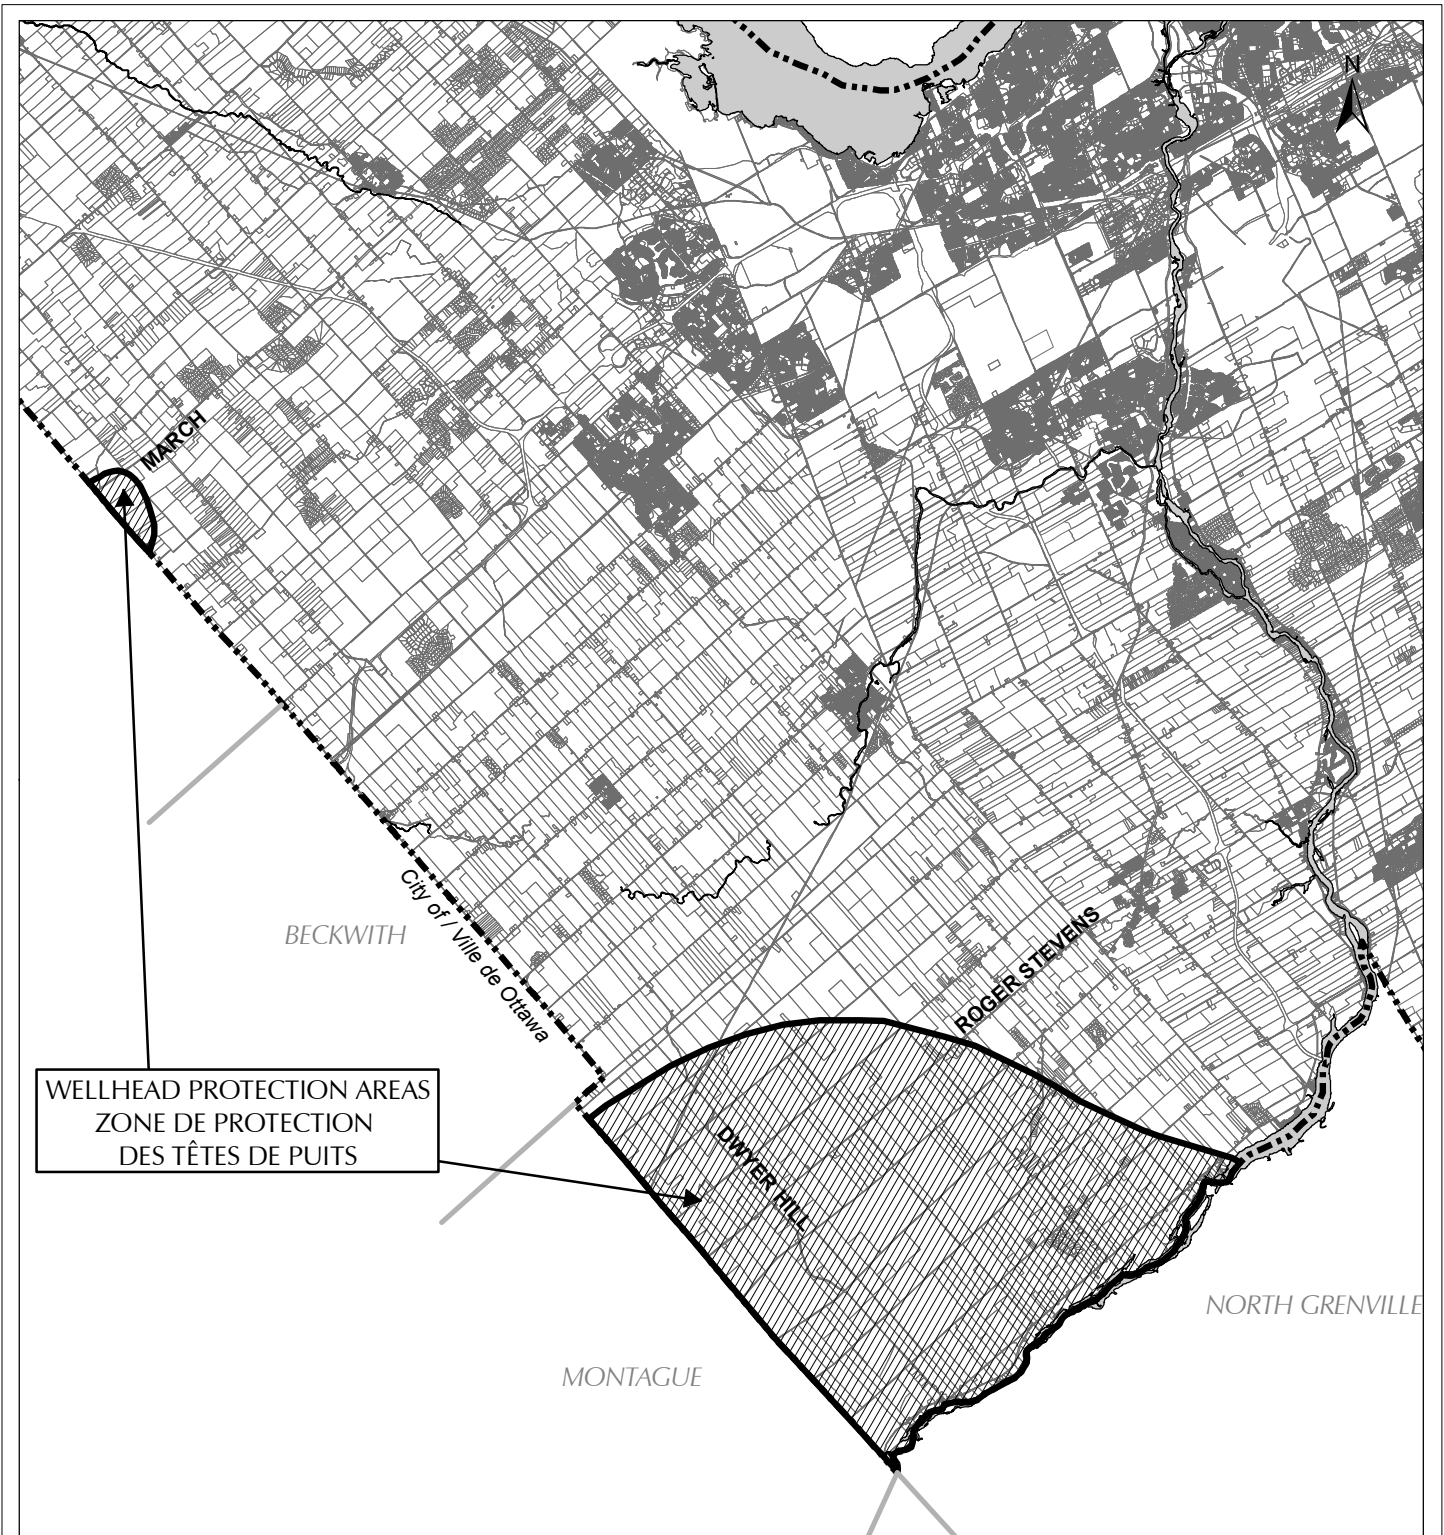 N
MARCH
City of / Ville de Ottawa
BECKWITH
ROGER STEVENS
WELLHEAD PROTECTION AREAS
ZONE DE PROTECTION
DES TÊTES DE PUITS
DWYER HILL
NORTH GRENVILLE
MONTAGUE